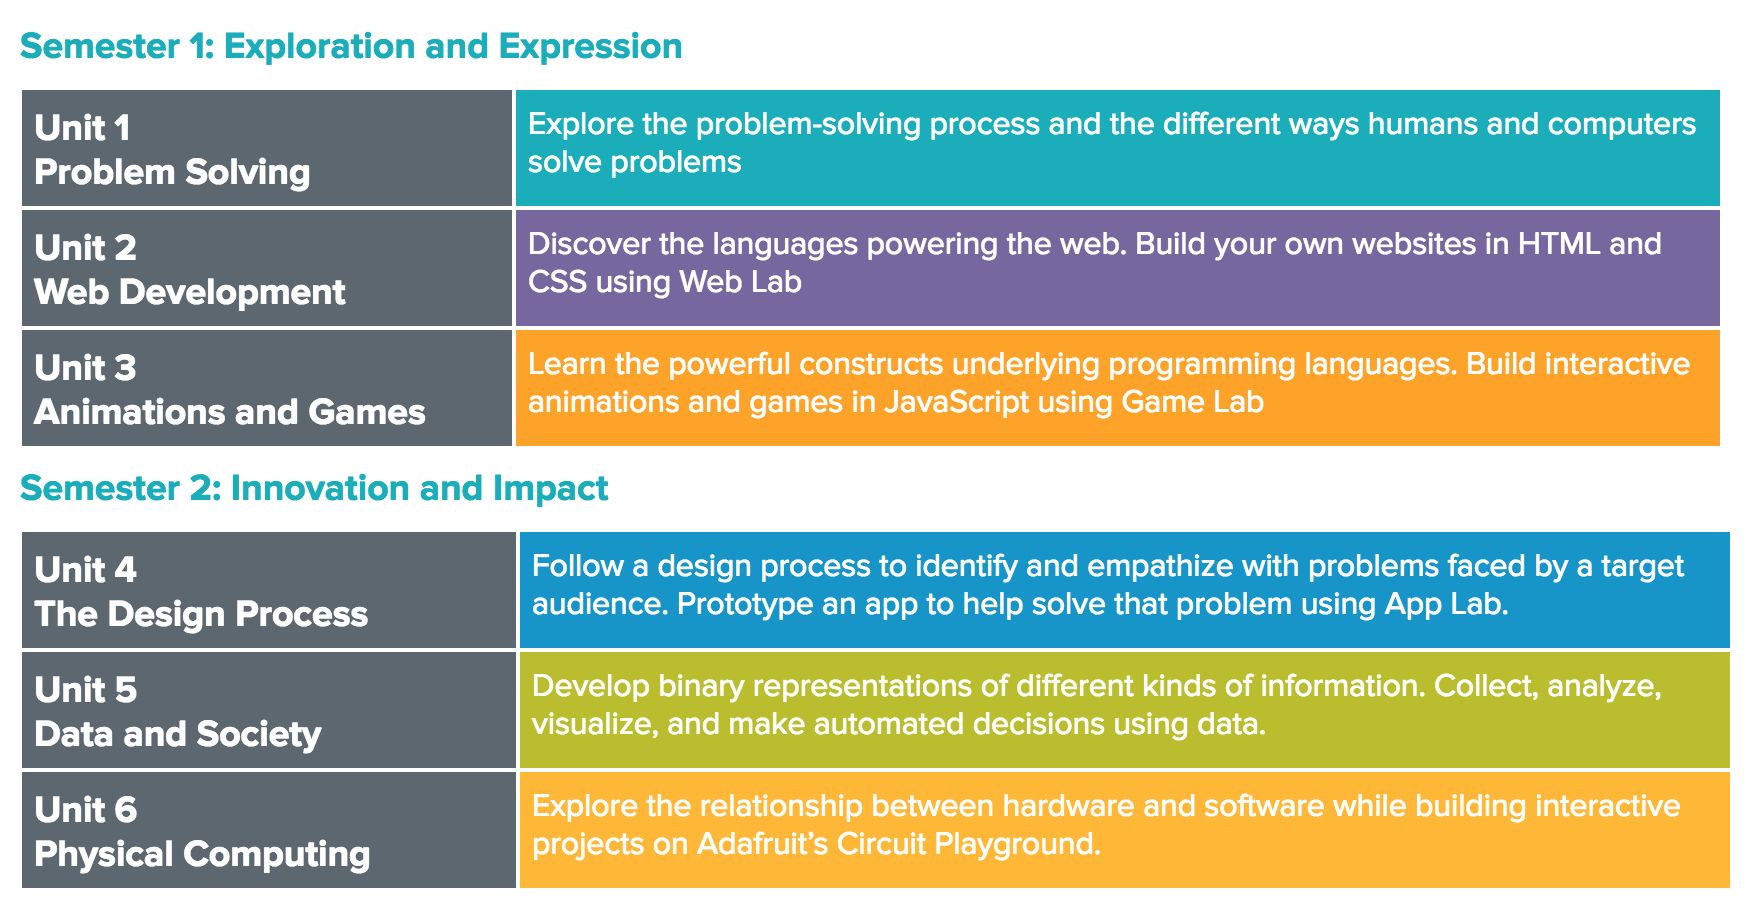 Semester 1: Exploration and Expression
Unit 1
Problem Solving
Explore the problem-solving process and the different ways humans and computers
solve problems
Unit 2
Web Development
Discover the languages powering the web. Build your own websites in HTML and
CSS using Web Lab
Unit 3
Animations and Games
Learn the powerful constructs underlying programming languages. Build interactive
animations and games in JavaScript using Game Lab
Semester 2: Innovation and Impact
Unit 4
The Design Process
Follow a design process to identify and empathize with problems faced by a target
audience. Prototype an app to help solve that problem using App Lab.
Unit 5
Data and Society
Develop binary representations of different kinds of information. Collect, analyze,
visualize, and make automated decisions using data.
Unit 6
Physical Computing
Explore the relationship between hardware and software while building interactive
projects on Adafruit’s Circuit Playground.